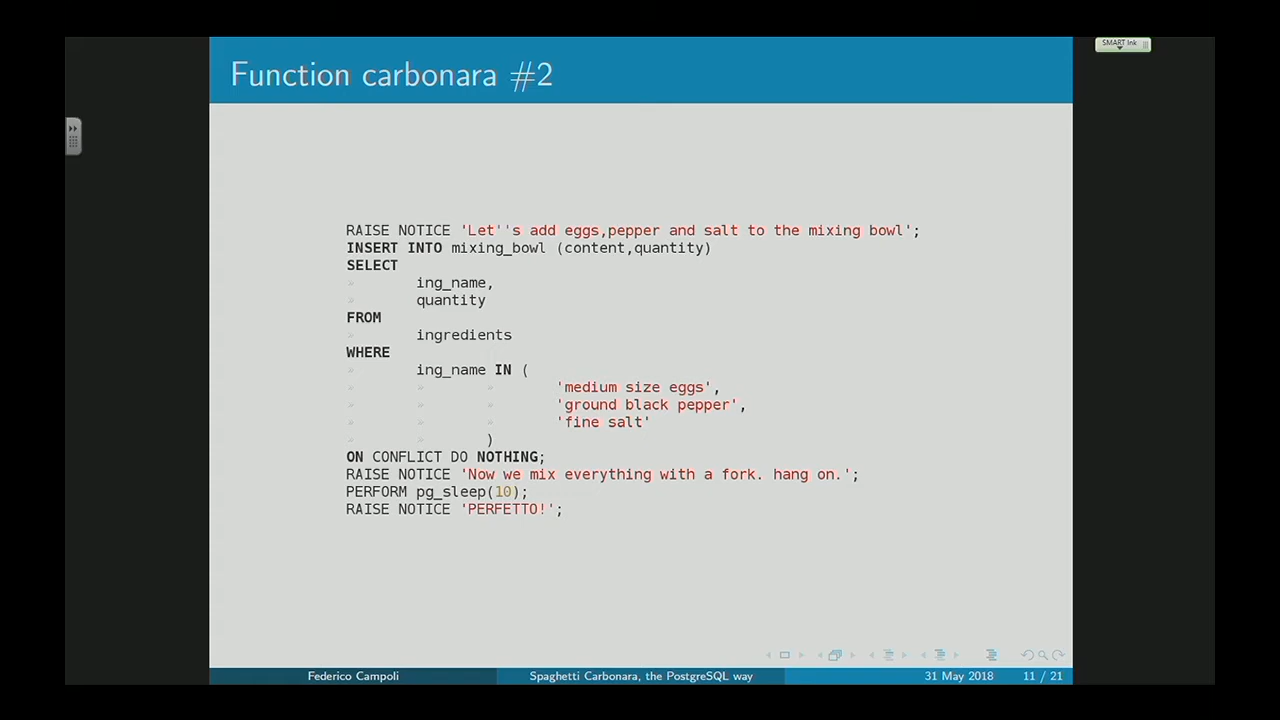 SMART Ink
Function carbonara #2
RAISE NOTICE 'Let''s add eggs,pepper and salt to the mixing bowl';
INSERT INTO mixing_bowl (content,quantity)
SELECT
» ing_name,
» quantity
FROM
» ingredients
WHERE
» ing_name IN (
» » » 'medium size eggs',
» » » 'ground black pepper',
» » » 'fine salt'
» » )
ON CONFLICT DO NOTHING;
RAISE NOTICE 'Now we mix everything with a fork. hang on.';
PERFORM pg_sleep(10);
RAISE NOTICE 'PERFETTO!';
Federico Campoli Spaghetti Carbonara, the PostgreSQL way 31 May 2018 11 / 21